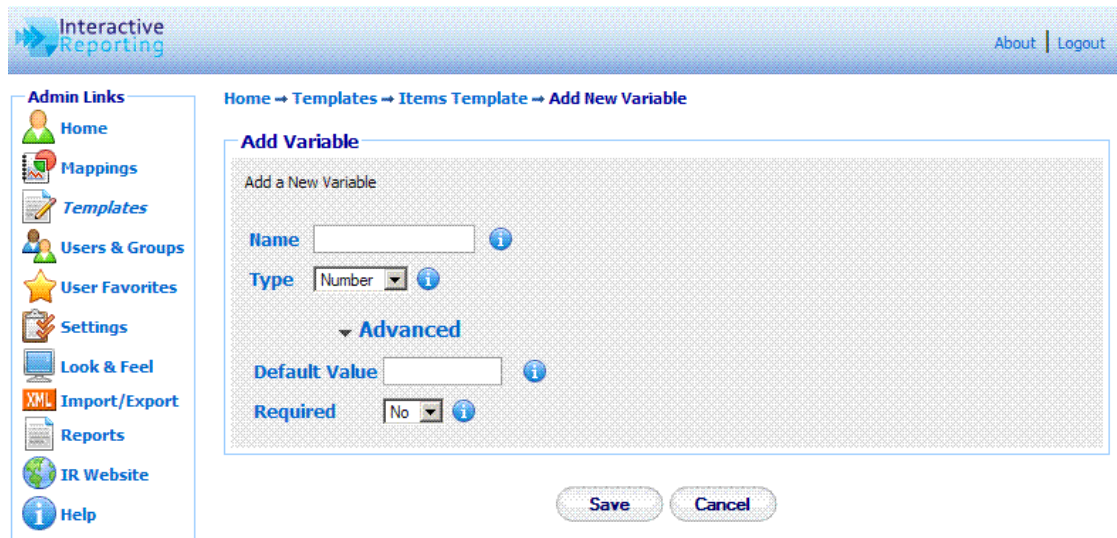 Interactive
Reporting
About | Logout
Admin Links
Home
Mappings
Templates
Users & Groups
User Favorites
Settings
Look & Feel
XML Import/Export
Reports
IR Website
Help
Home → Templates → Items Template → Add New Variable
Add Variable
Add a New Variable
Name
Type Number
Advanced
Default Value
Required No
Save Cancel